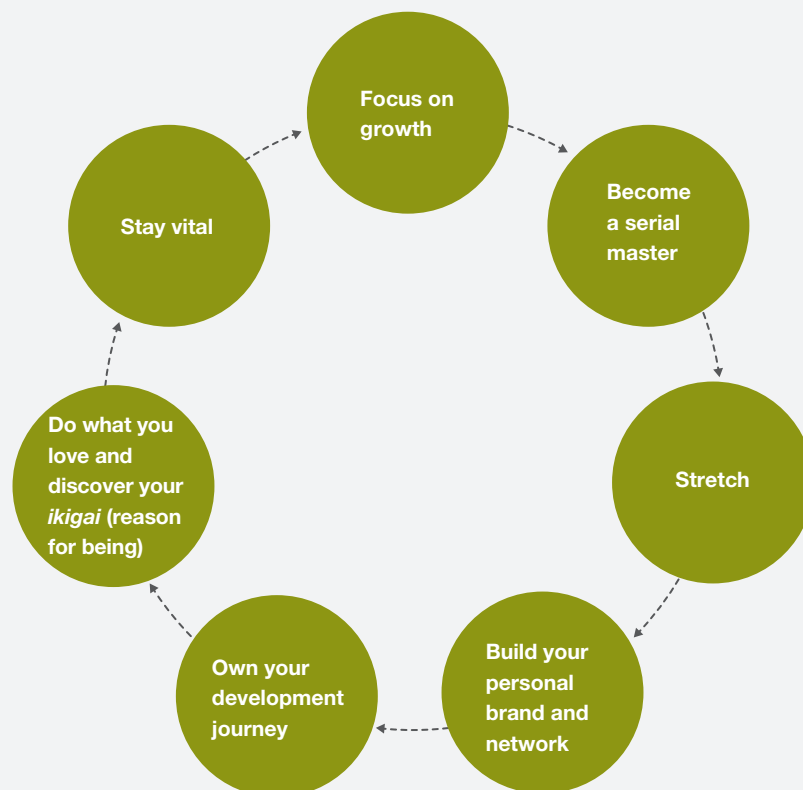 Focus on
growth
Become
a serial
master
Stretch
Build your
personal
brand and
network
Own your
development
journey
Do what you
love and
discover your
ikigai (reason
for being)
Stay vital